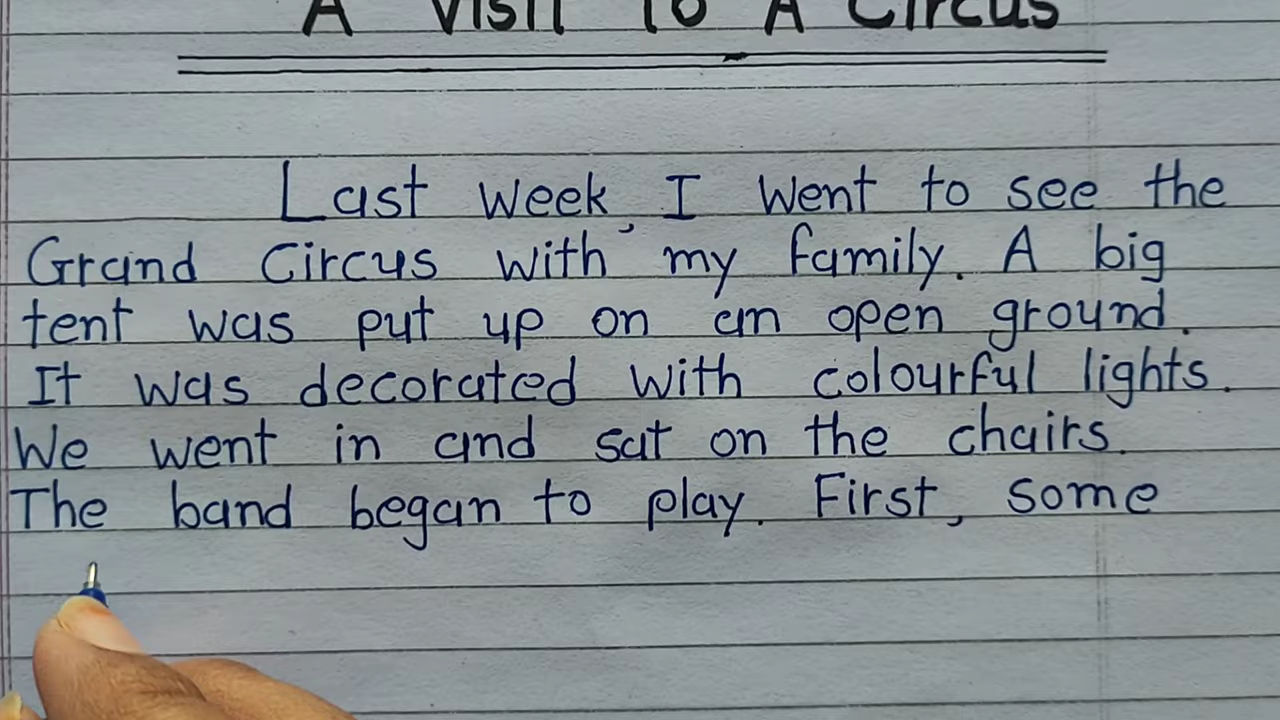 A Visit To A Circus
Last week, I went to see the
Grand Circus with my family. A big
tent was put up on an open ground.
It was decorated with colourful lights.
We went in and sat on the chairs.
The band began to play. First, some